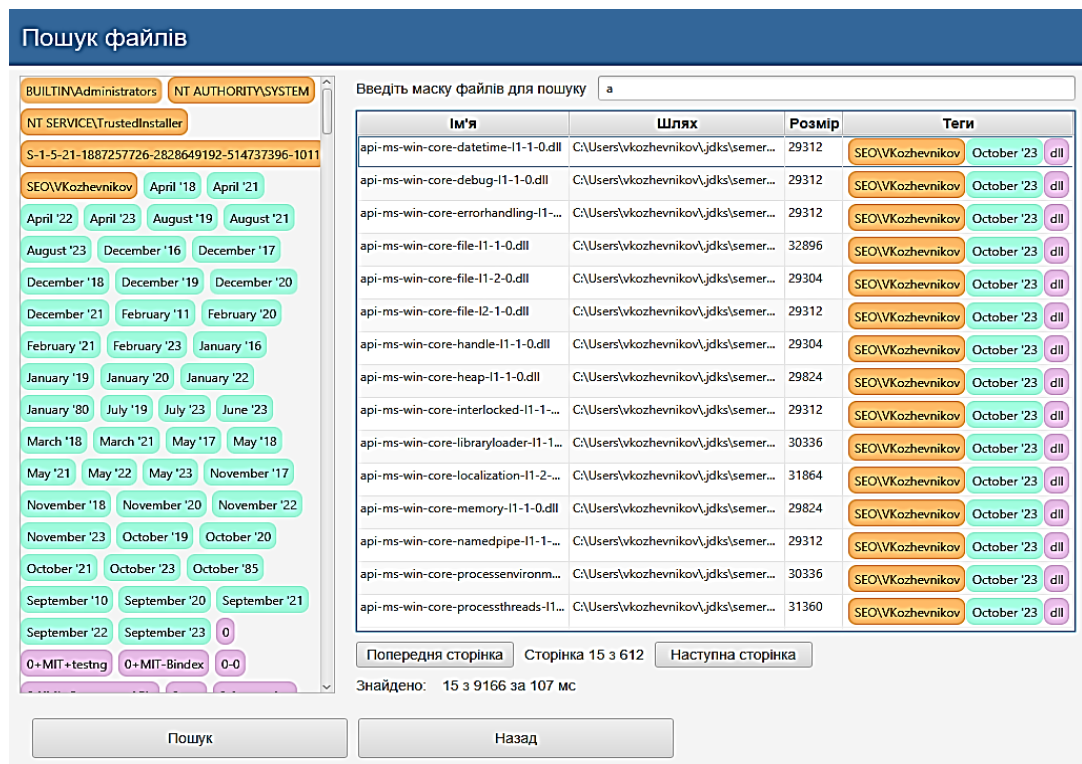 Пошук файлів
BUILTIN\Administrators NT AUTHORITY\SYSTEM
NT SERVICE\TrustedInstaller
S-1-5-21-1887257726-2828649192-514737396-1011
SEO\VKozhevnikov April '18 April '21
April '22 April '23 August '19 August '21
August '23 December '16 December '17
December '18 December '19 December '20
December '21 February '11 February '20
February '21 February '23 January '16
January '19 January '20 January '22
January '80 July '19 July '23 June '23
March '18 March '21 May '17 May '18
May '21 May '22 May '23 November '17
November '18 November '20 November '22
November '23 October '19 October '20
October '21 October '23 October '85
September '10 September '20 September '21
September '22 September '23 0
0+MIT+testng 0+MIT-Bindex 0-0
Введіть маску файлів для пошуку a
Ім'я Шлях Розмір Теги
api-ms-win-core-datetime-l1-1-0.dll C:\Users\vkozhevnikov\.jdks\semer... 29312 SEO\VKozhevnikov October '23 dll
api-ms-win-core-debug-l1-1-0.dll C:\Users\vkozhevnikov\.jdks\semer... 29312 SEO\VKozhevnikov October '23 dll
api-ms-win-core-errorhandling-l1-... C:\Users\vkozhevnikov\.jdks\semer... 29312 SEO\VKozhevnikov October '23 dll
api-ms-win-core-file-l1-1-0.dll C:\Users\vkozhevnikov\.jdks\semer... 32896 SEO\VKozhevnikov October '23 dll
api-ms-win-core-file-l1-2-0.dll C:\Users\vkozhevnikov\.jdks\semer... 29304 SEO\VKozhevnikov October '23 dll
api-ms-win-core-file-l2-1-0.dll C:\Users\vkozhevnikov\.jdks\semer... 29312 SEO\VKozhevnikov October '23 dll
api-ms-win-core-handle-l1-1-0.dll C:\Users\vkozhevnikov\.jdks\semer... 29304 SEO\VKozhevnikov October '23 dll
api-ms-win-core-heap-l1-1-0.dll C:\Users\vkozhevnikov\.jdks\semer... 29824 SEO\VKozhevnikov October '23 dll
api-ms-win-core-interlocked-l1-1-... C:\Users\vkozhevnikov\.jdks\semer... 29312 SEO\VKozhevnikov October '23 dll
api-ms-win-core-libraryloader-l1-1... C:\Users\vkozhevnikov\.jdks\semer... 30336 SEO\VKozhevnikov October '23 dll
api-ms-win-core-localization-l1-2-... C:\Users\vkozhevnikov\.jdks\semer... 31864 SEO\VKozhevnikov October '23 dll
api-ms-win-core-memory-l1-1-0.dll C:\Users\vkozhevnikov\.jdks\semer... 29824 SEO\VKozhevnikov October '23 dll
api-ms-win-core-namedpipe-l1-1-... C:\Users\vkozhevnikov\.jdks\semer... 29312 SEO\VKozhevnikov October '23 dll
api-ms-win-core-processenvironm... C:\Users\vkozhevnikov\.jdks\semer... 30336 SEO\VKozhevnikov October '23 dll
api-ms-win-core-processthreads-l1... C:\Users\vkozhevnikov\.jdks\semer... 31360 SEO\VKozhevnikov October '23 dll
Попередня сторінка Сторінка 15 з 612 Наступна сторінка
Знайдено: 15 з 9166 за 107 мс
Пошук Назад